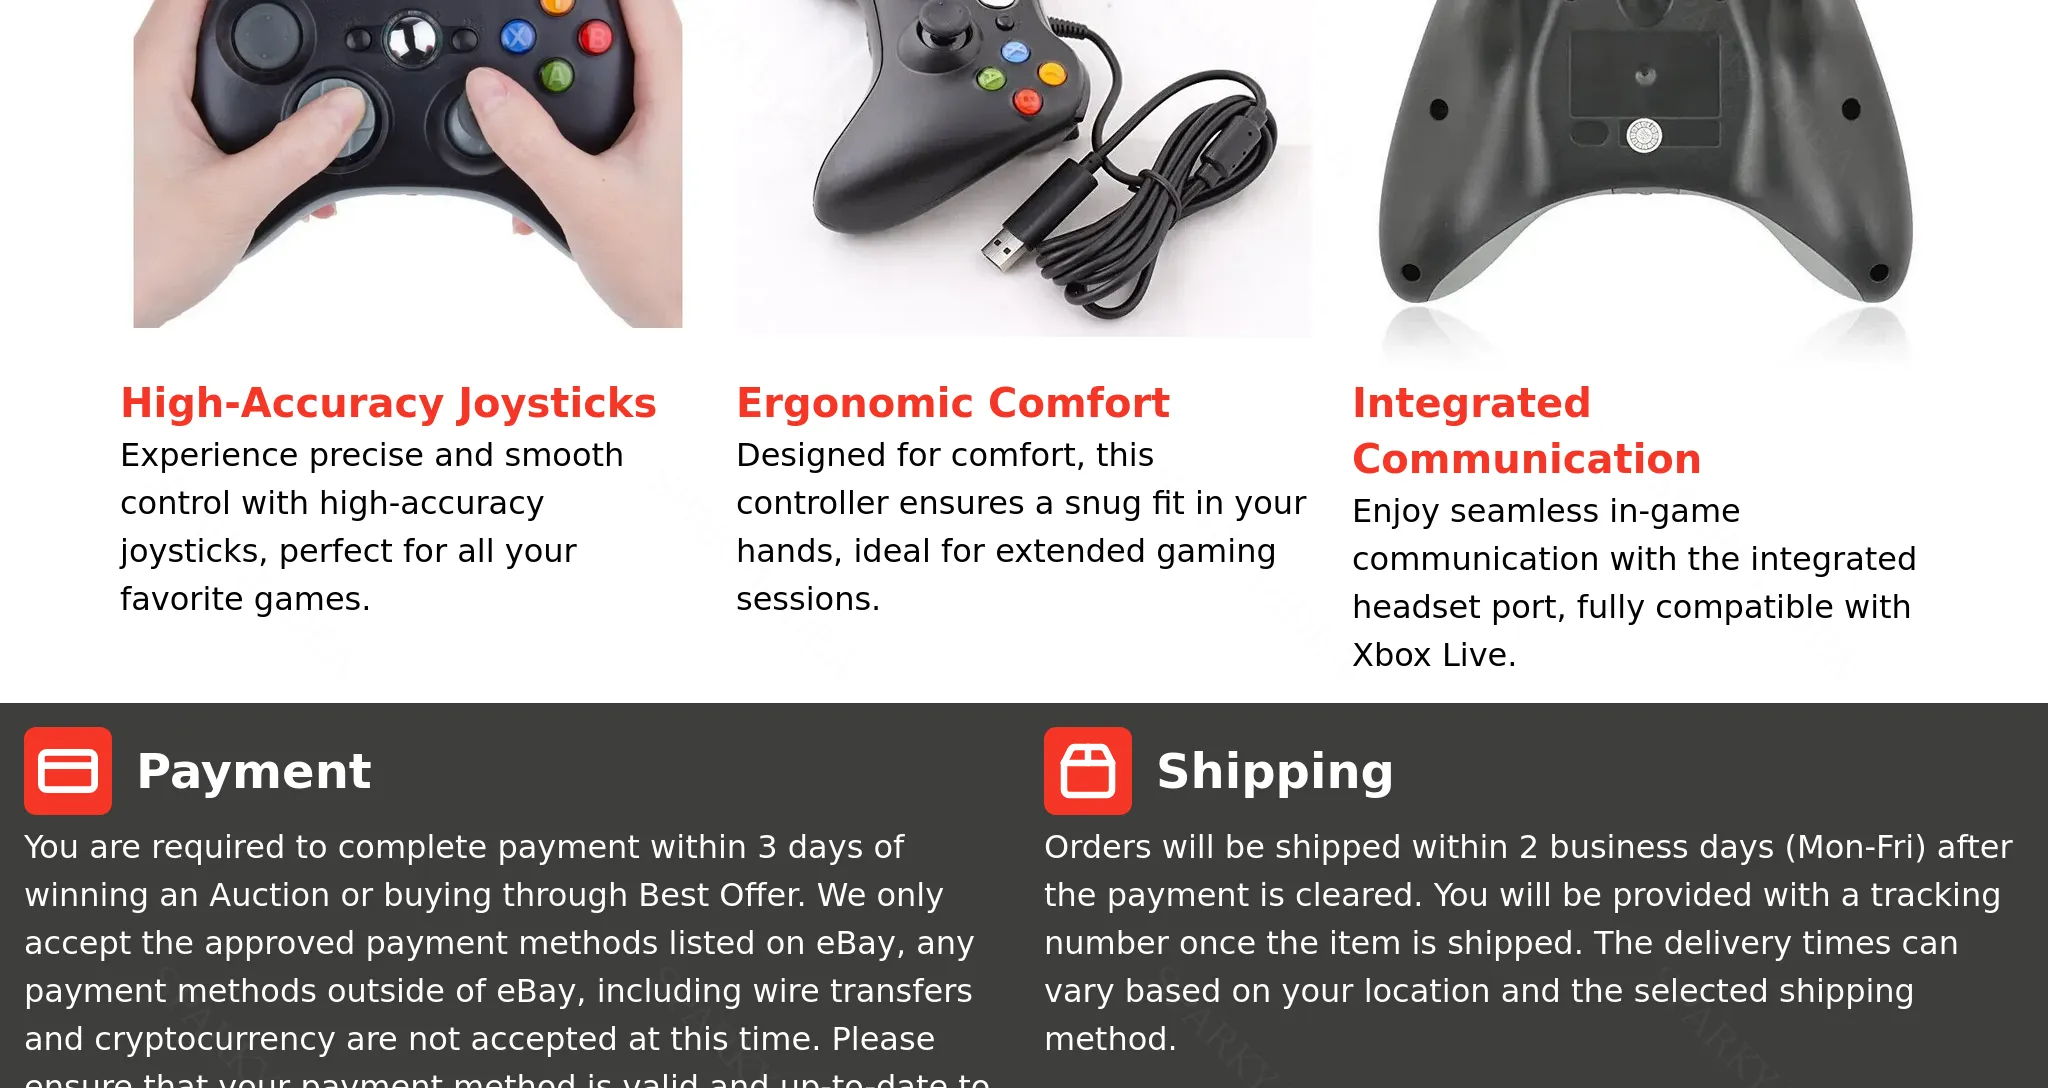 X
B
A
High-Accuracy Joysticks
Experience precise and smooth
control with high-accuracy
joysticks, perfect for all your
favorite games.
Ergonomic Comfort
Designed for comfort, this
controller ensures a snug fit in your
hands, ideal for extended gaming
sessions.
Integrated
Communication
Enjoy seamless in-game
communication with the integrated
headset port, fully compatible with
Xbox Live.
Payment
You are required to complete payment within 3 days of
winning an Auction or buying through Best Offer. We only
accept the approved payment methods listed on eBay, any
payment methods outside of eBay, including wire transfers
and cryptocurrency are not accepted at this time. Please
ensure that your payment method is valid and up-to-date to
Shipping
Orders will be shipped within 2 business days (Mon-Fri) after
the payment is cleared. You will be provided with a tracking
number once the item is shipped. The delivery times can
vary based on your location and the selected shipping
method.